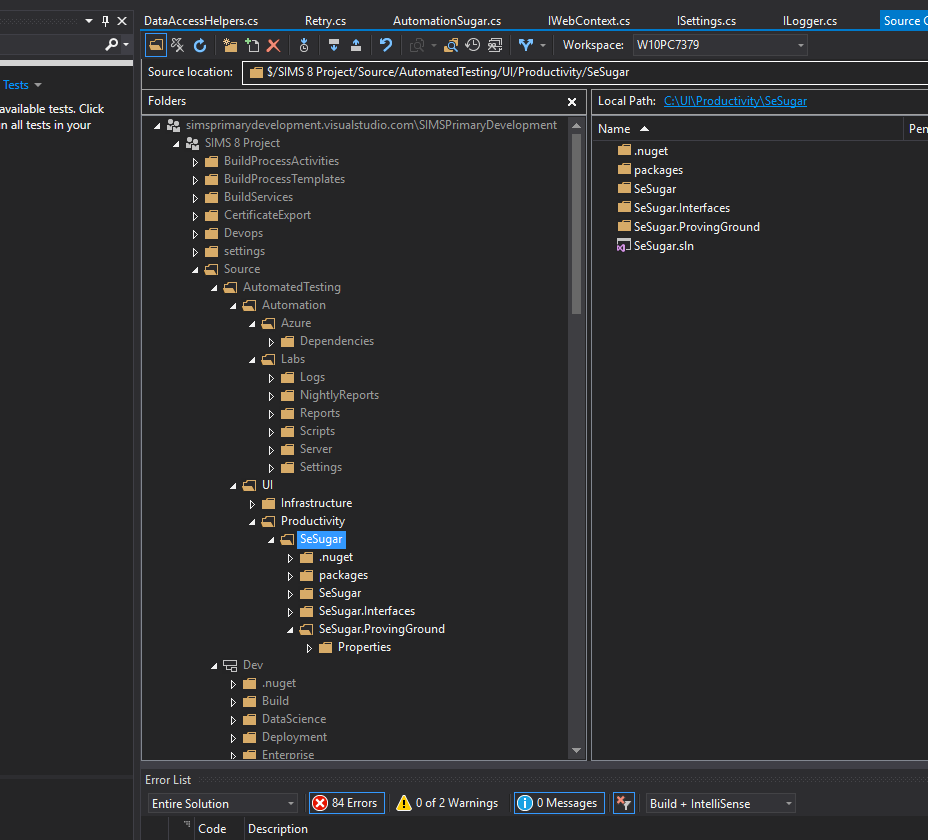 DataAccessHelpers.cs Retry.cs AutomationSugar.cs IWebContext.cs ISettings.cs ILogger.cs Source C
Workspace: W10PC7379
Source location: $/SIMS 8 Project/Source/AutomatedTesting/UI/Productivity/SeSugar
Tests
available tests. Click
n all tests in your
Folders
simsprimarydevelopment.visualstudio.com\SIMSPrimaryDevelopment
SIMS 8 Project
BuildProcessActivities
BuildProcessTemplates
BuildServices
CertificateExport
Devops
settings
Source
AutomatedTesting
Automation
Azure
Dependencies
Labs
Logs
NightlyReports
Reports
Scripts
Server
Settings
UI
Infrastructure
Productivity
SeSugar
.nuget
packages
SeSugar
SeSugar.Interfaces
SeSugar.ProvingGround
Properties
Dev
.nuget
Build
DataScience
Deployment
Enterprise
Local Path: C:\UI\Productivity\SeSugar
Name Pen
.nuget
packages
SeSugar
SeSugar.Interfaces
SeSugar.ProvingGround
SeSugar.sln
Error List
Entire Solution 84 Errors 0 of 2 Warnings 0 Messages Build + IntelliSense
Code Description